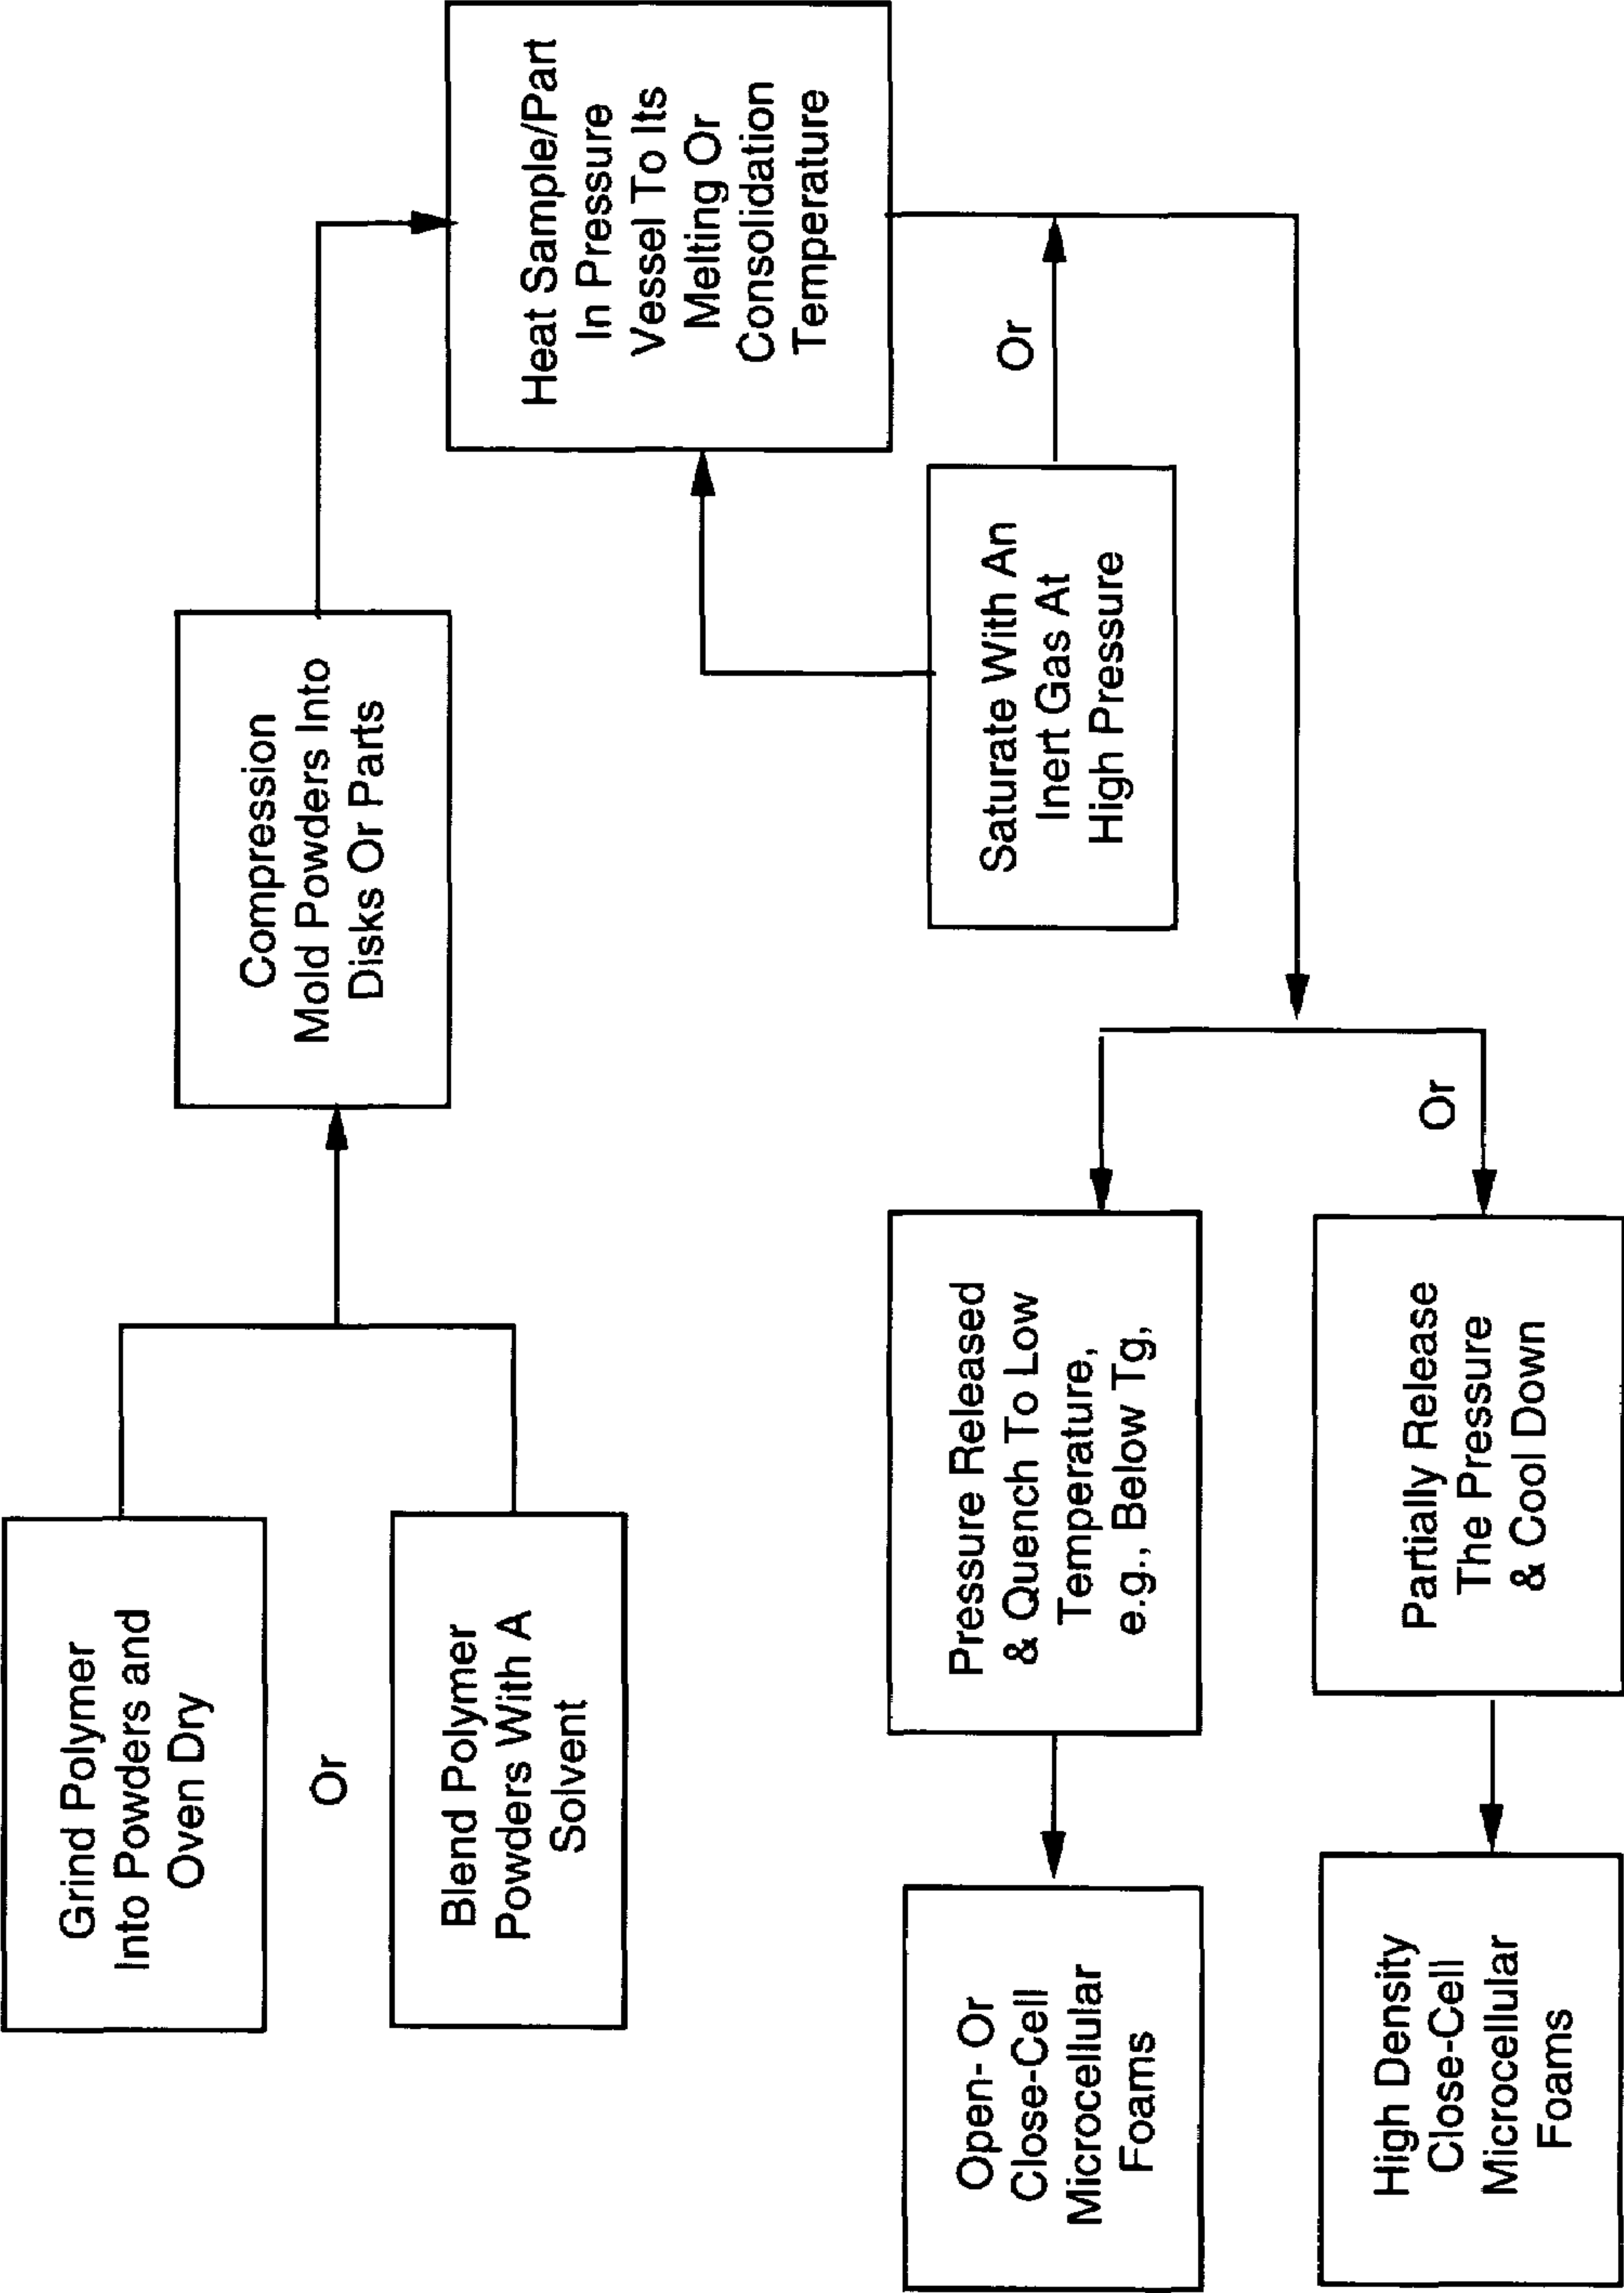 Grind Polymer
Into Powders and
Oven Dry
Or
Blend Polymer
Powders With A
Solvent
Compression
Mold Powders Into
Disks Or Parts
Heat Sample/Part
In Pressure
Vessel To Its
Melting Or
Consolidation
Temperature
Saturate With An
Inert Gas At
High Pressure
Or
Pressure Released
& Quench To Low
Temperature,
e.g., Below Tg,
Or
Partially Release
The Pressure
& Cool Down
Open- Or
Close-Cell
Microcellular
Foams
High Density
Close-Cell
Microcellular
Foams